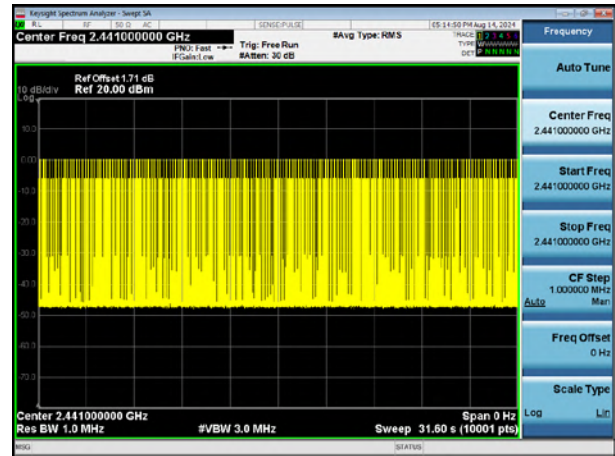 Keysight Spectrum Analyzer - Swept SA
RL RF 50 Ω AC SENSE:PULSE 05:14:50 PM Aug 14, 2024
Center Freq 2.441000000 GHz
PNO: Fast
IFGain:Low
Trig: Free Run
#Atten: 30 dB
#Avg Type: RMS
TRACE 1 2 3 4 5 6
TYPE WWWWWW
DET P N N N N N
Ref Offset 1.71 dB
10 dB/div Ref 20.00 dBm
Log
10.0
0.00
-10.0
-20.0
-30.0
-40.0
-50.0
-60.0
-70.0
Center 2.441000000 GHz Span 0 Hz
Res BW 1.0 MHz #VBW 3.0 MHz Sweep 31.60 s (10001 pts)
MSG STATUS
Frequency
Auto Tune
Center Freq
2.441000000 GHz
Start Freq
2.441000000 GHz
Stop Freq
2.441000000 GHz
CF Step
1.000000 MHz
Auto Man
Freq Offset
0 Hz
Scale Type
Log Lin